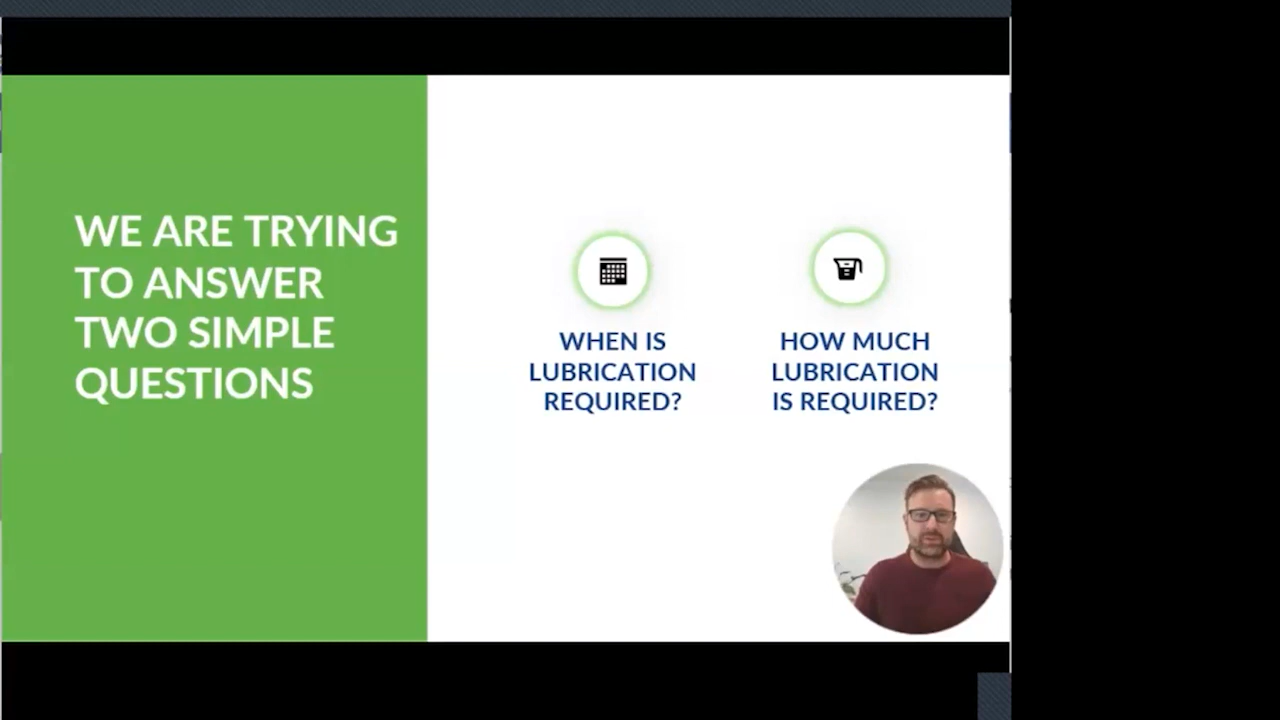 WE ARE TRYING
TO ANSWER
TWO SIMPLE
QUESTIONS
WHEN IS
LUBRICATION
REQUIRED?
HOW MUCH
LUBRICATION
IS REQUIRED?